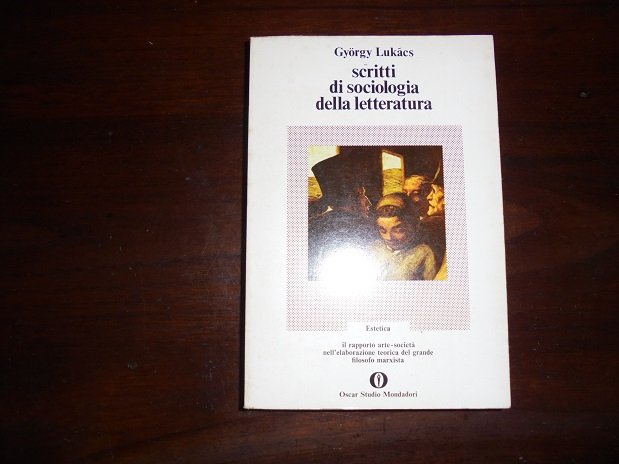 György Lukács
scritti
di sociologia
della letteratura
Estetica
il rapporto arte-società
nell'elaborazione teorica del grande
filosofo marxista
Oscar Studio Mondadori